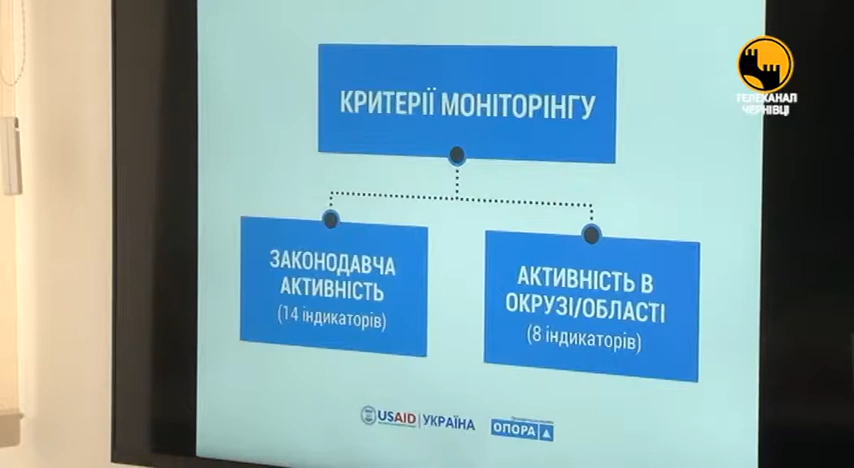 ТЕЛЕКАНАЛ
ЧЕРНІВЦІ
КРИТЕРІЇ МОНІТОРІНГУ
ЗАКОНОДАВЧА
АКТИВНІСТЬ
(14 індикаторів)
АКТИВНІСТЬ В
ОКРУЗІ/ОБЛАСТІ
(8 індикаторів)
USAID УКРАЇНА
ОПОРА